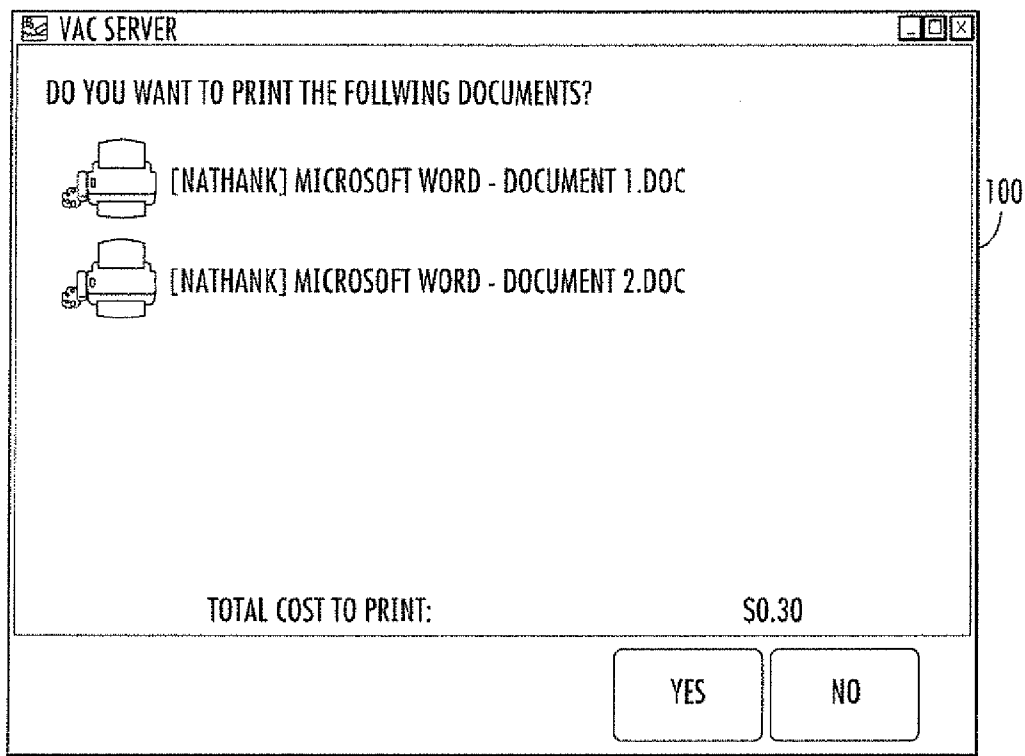 VAC SERVER
DO YOU WANT TO PRINT THE FOLLWING DOCUMENTS?
[NATHANK] MICROSOFT WORD - DOCUMENT 1.DOC
100
[NATHANK] MICROSOFT WORD - DOCUMENT 2.DOC
TOTAL COST TO PRINT: $0.30
YES NO